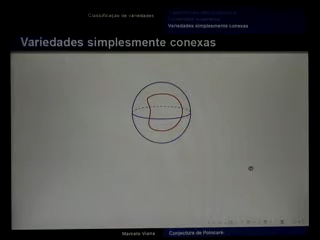 Classificação de variedades
Variedades simplesmente conexas
Variedades simplesmente conexas
Marcelo Viana
Conjectura de Poincaré